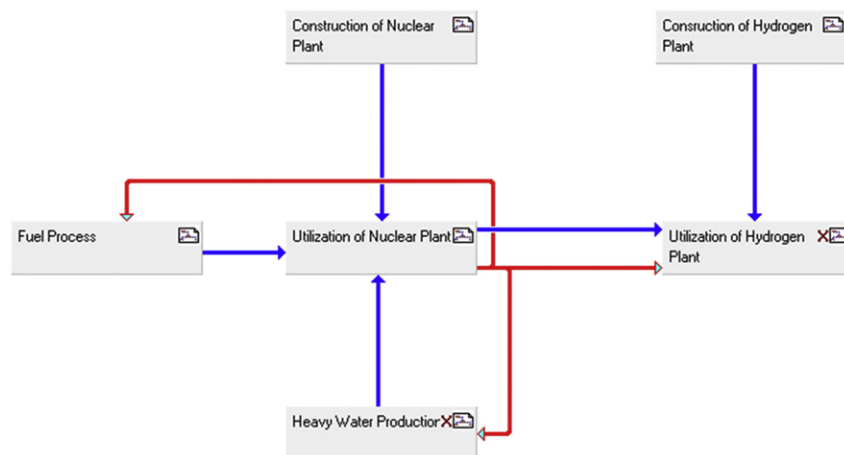 Construction of Nuclear
Plant
Consruction of Hydrogen
Plant
Fuel Process
Utilization of Nuclear Plant
Utilization of Hydrogen
Plant
Heavy Water Production